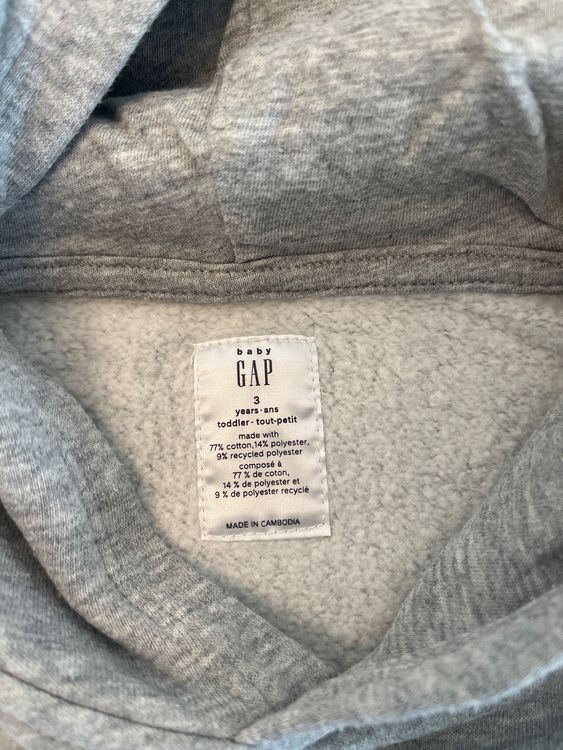 baby
GAP
3
years·ans
toddler·tout-petit
made with
77% cotton,14% polyester,
9% recycled polyester
composé à
77 % de coton,
14 % de polyester et
9 % de polyester recyclé
MADE IN CAMBODIA